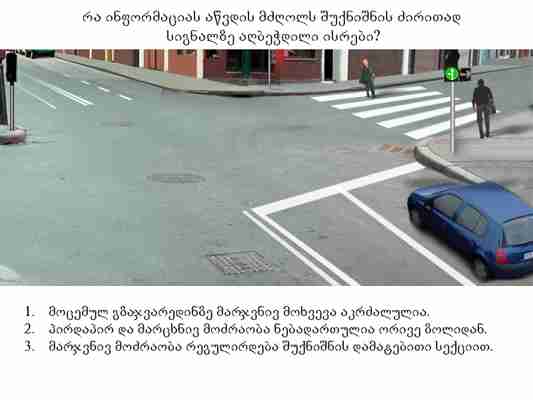 რა ინფორმაციას აწვდის მძღოლს შუქნიშნის ძირითად
სიგნალზე აღბეჭდილი ისრები?
1. მოცემულ გზაჯვარედინზე მარჯვნივ მოხვევა აკრძალულია.
2. პირდაპირ და მარცხნივ მოძრაობა ნებადართულია ორივე ზოლიდან.
3. მარჯვნივ მოძრაობა რეგულირდება შუქნიშნის დამატებითი სექციით.